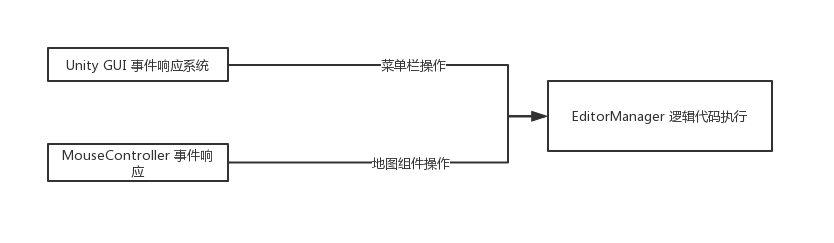 Unity GUI 事件响应系统
菜单栏操作
EditorManager 逻辑代码执行
MouseController 事件响
应
地图组件操作